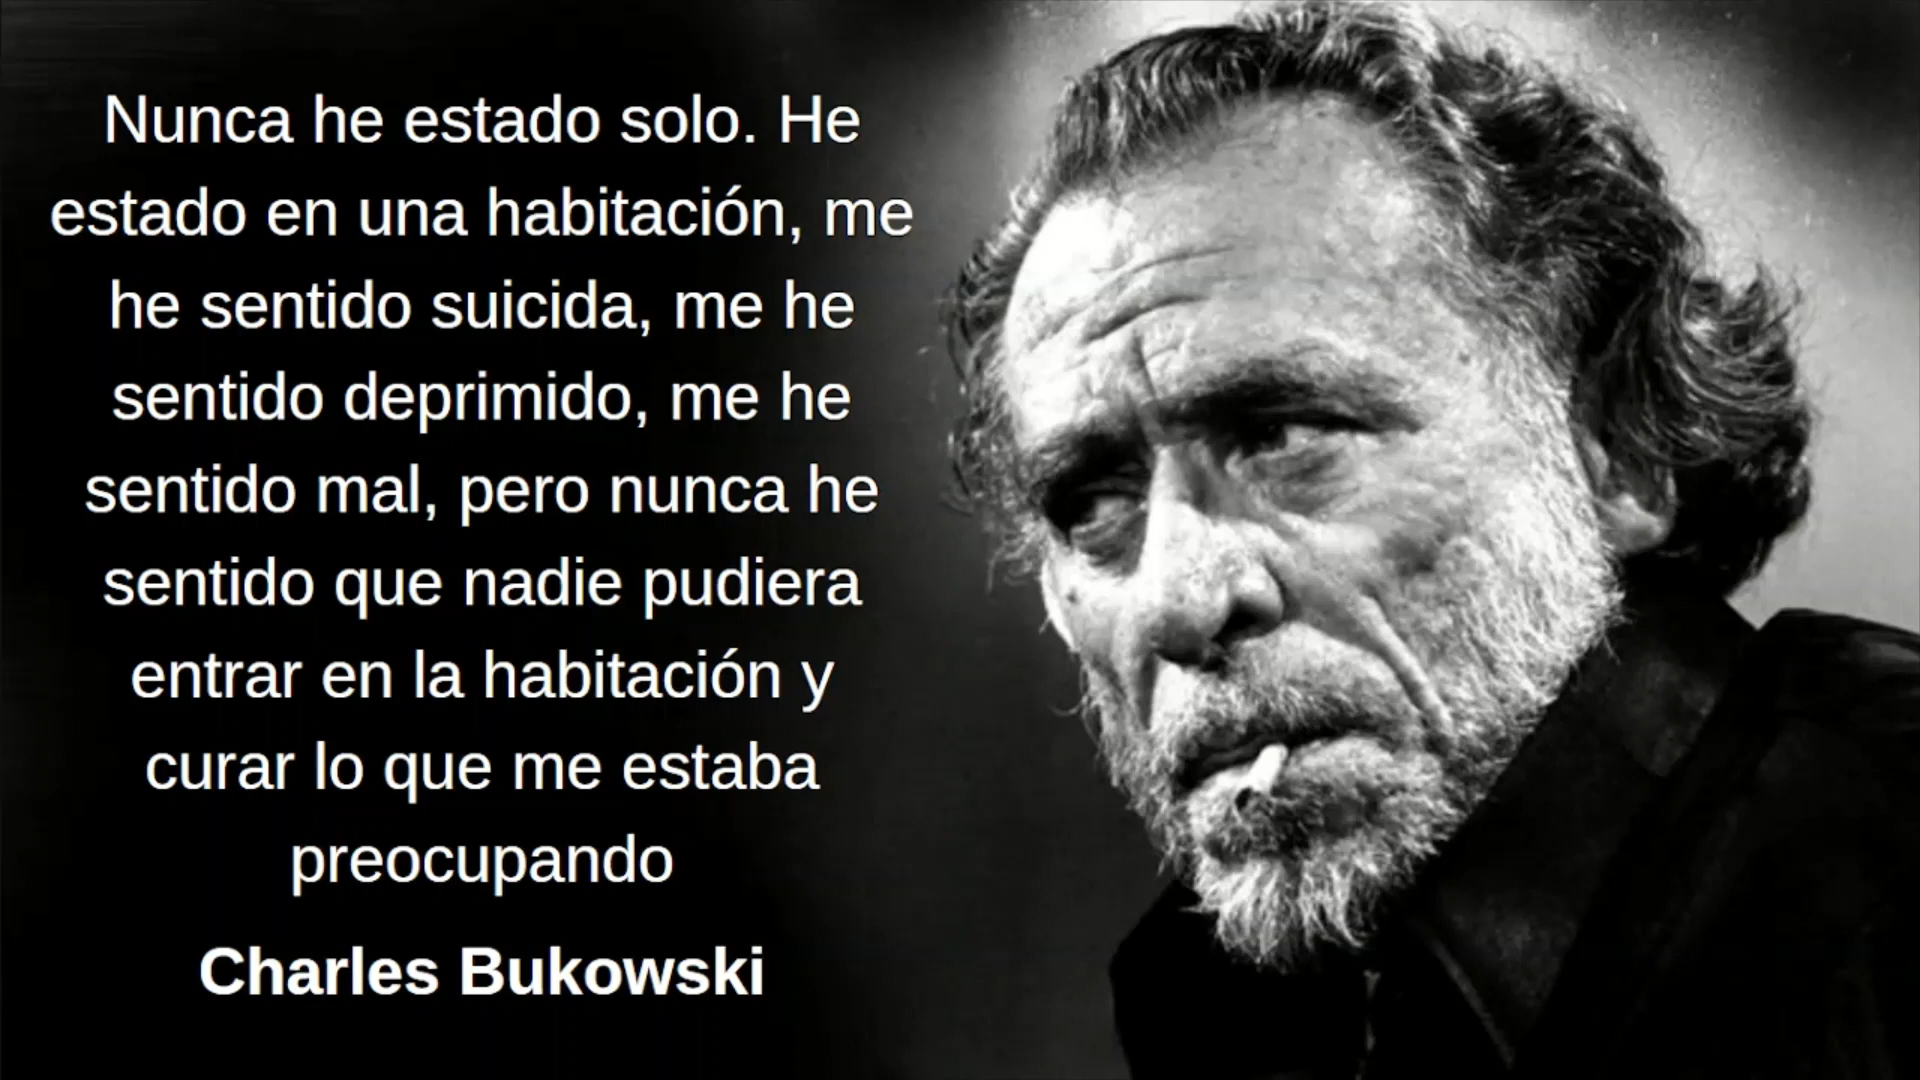 Nunca he estado solo. He
estado en una habitación, me
he sentido suicida, me he
sentido deprimido, me he
sentido mal, pero nunca he
sentido que nadie pudiera
entrar en la habitación y
curar lo que me estaba
preocupando
Charles Bukowski